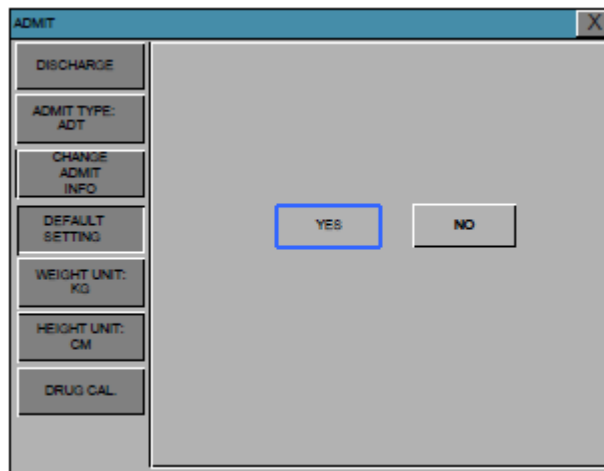 ADMIT
X
DISCHARGE
ADMIT TYPE:
ADT
CHANGE
ADMIT
INFO
DEFAULT
SETTING
YES
NO
WEIGHT UNIT:
KG
HEIGHT UNIT:
CM
DRUG CAL.